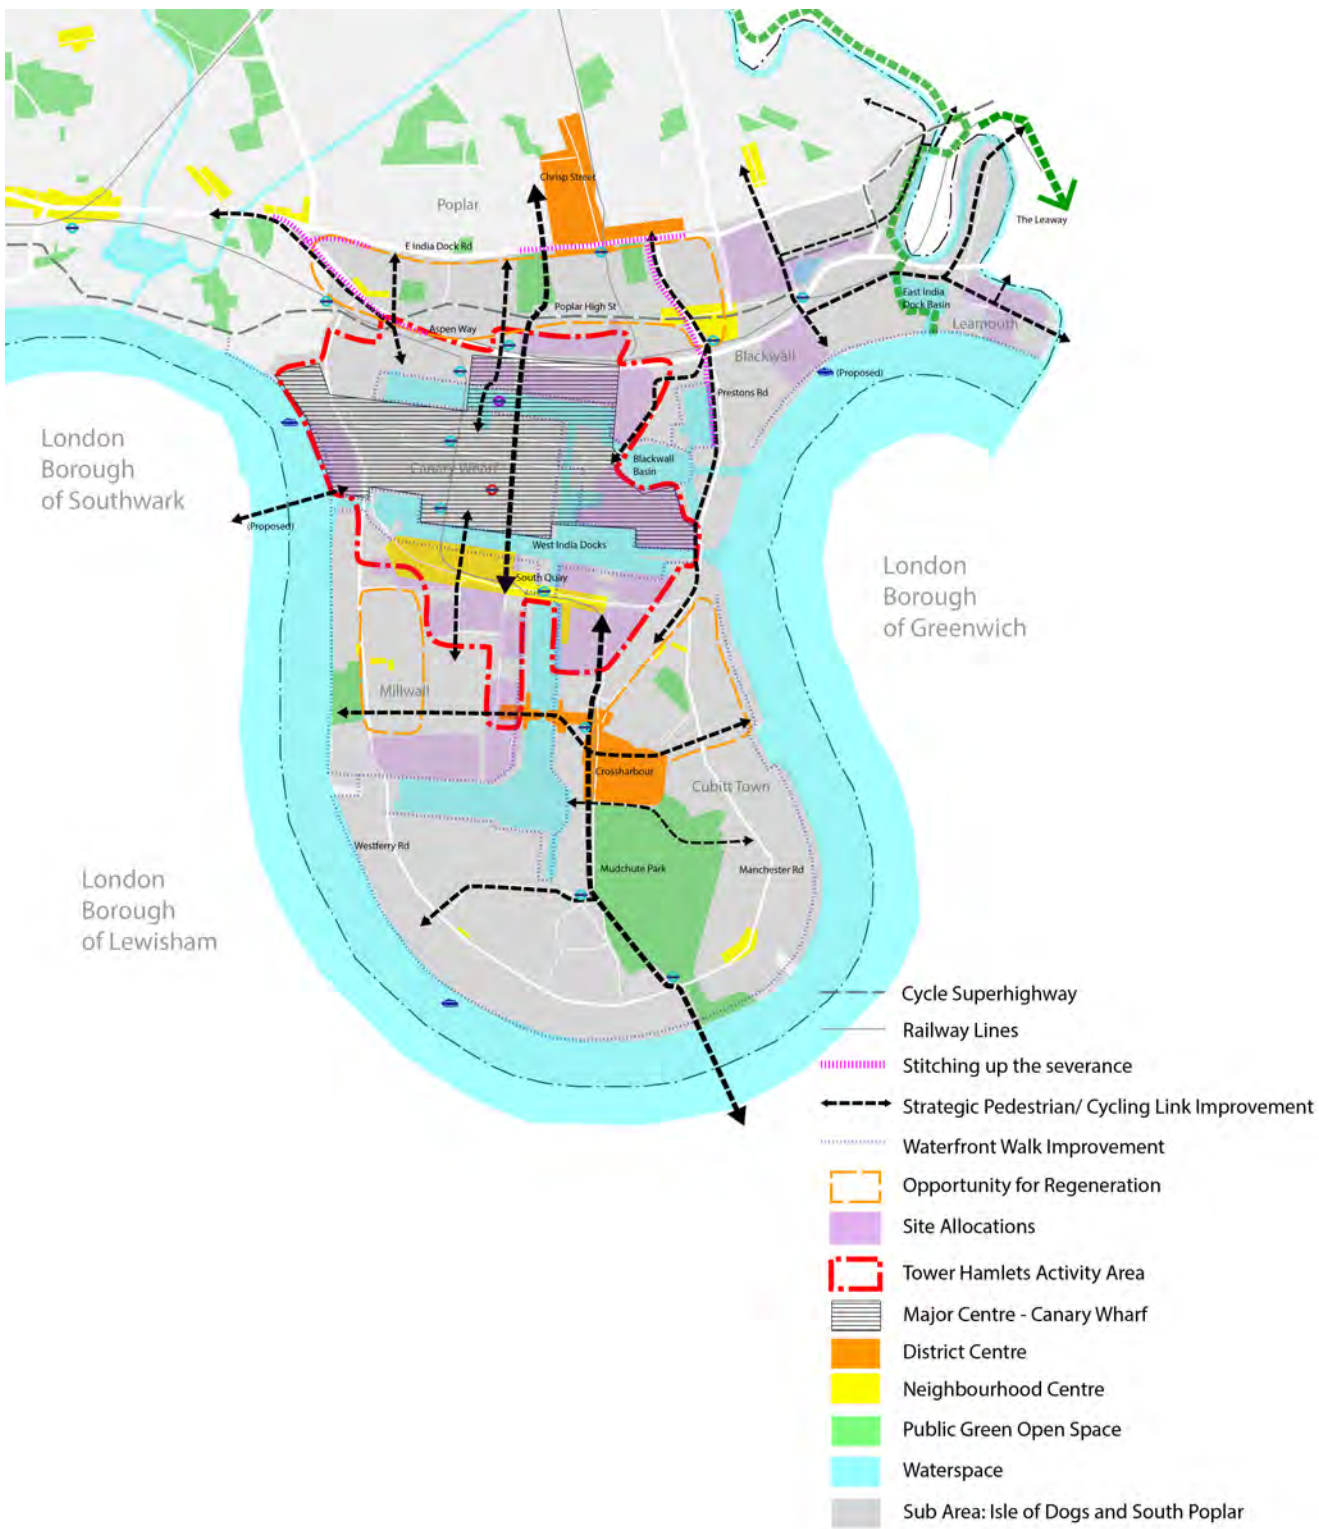 Chrisp Street
Poplar
The Leaway
E India Dock Rd
East India
Dock Basin
Poplar High St
Leamouth
Aspen Way
Blackwall
(Proposed)
Prestons Rd
London
Borough
of Southwark
Blackwall
Basin
Canary Wharf
(Proposed)
West India Docks
London
Borough
of Greenwich
South Quay
Millwall
Crossharbour
Cubitt Town
Westferry Rd
Mudchute Park
Manchester Rd
London
Borough
of Lewisham
Cycle Superhighway
Railway Lines
Stitching up the severance
Strategic Pedestrian/ Cycling Link Improvement
Waterfront Walk Improvement
Opportunity for Regeneration
Site Allocations
Tower Hamlets Activity Area
Major Centre - Canary Wharf
District Centre
Neighbourhood Centre
Public Green Open Space
Waterspace
Sub Area: Isle of Dogs and South Poplar